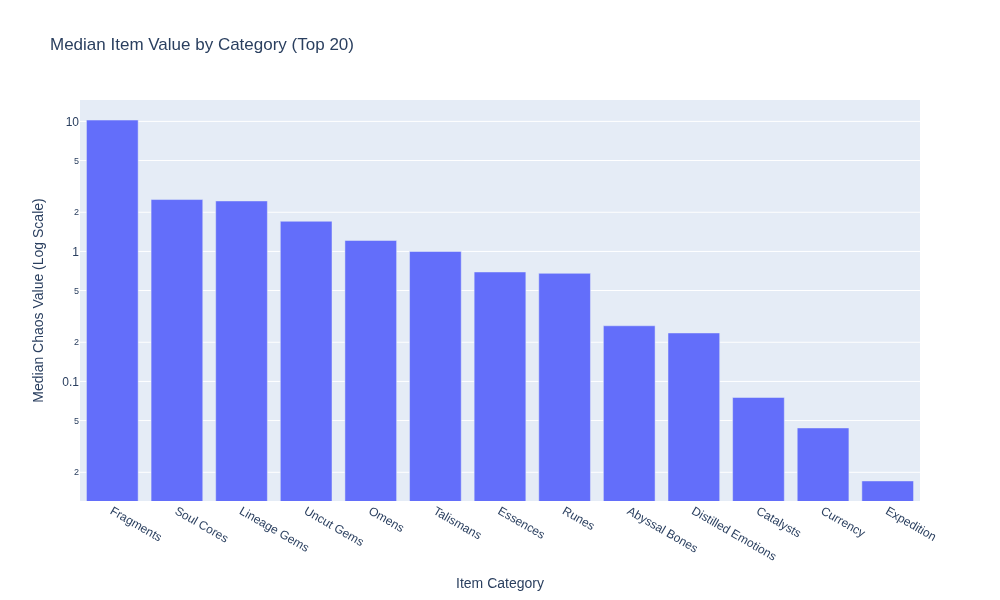 Median Item Value by Category (Top 20)
Median Chaos Value (Log Scale)
10
5
2
1
5
2
0.1
5
2
Fragments
Soul Cores
Lineage Gems
Uncut Gems
Omens
Talismans
Essences
Runes
Abyssal Bones
Distilled Emotions
Catalysts
Currency
Expedition
Item Category